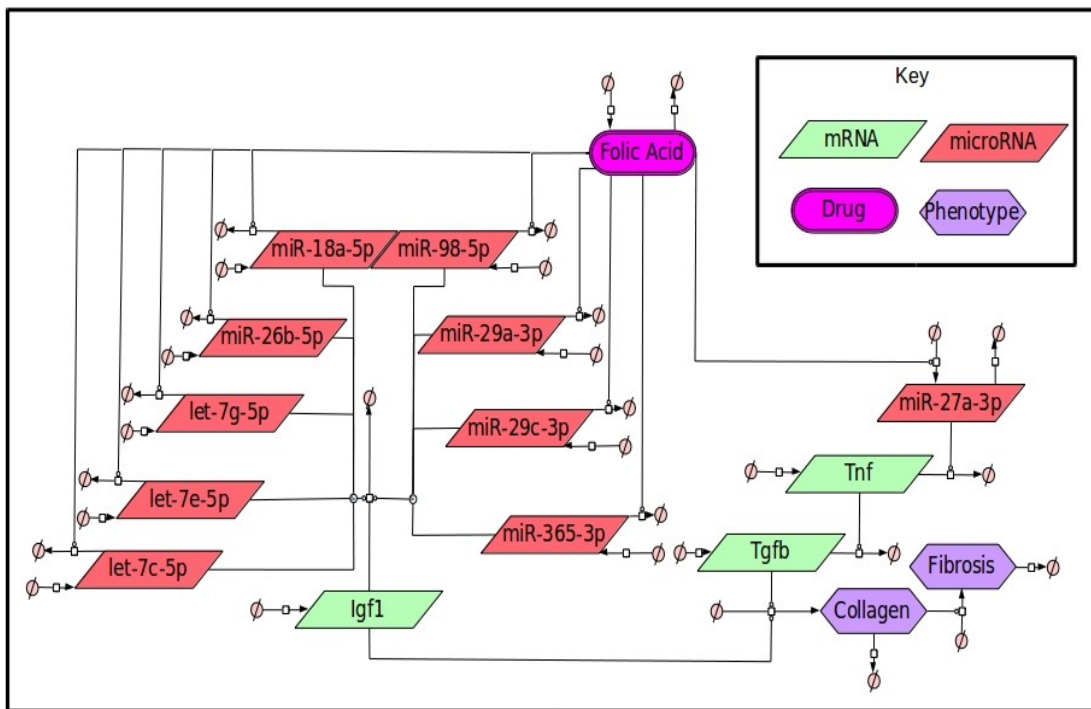 Key
mRNA
microRNA
Drug
Phenotype
Folic Acid
miR-18a-5p
miR-98-5p
miR-26b-5p
miR-29a-3p
let-7g-5p
miR-29c-3p
miR-27a-3p
let-7e-5p
Tnf
miR-365-3p
let-7c-5p
Tgfb
Fibrosis
Igf1
Collagen